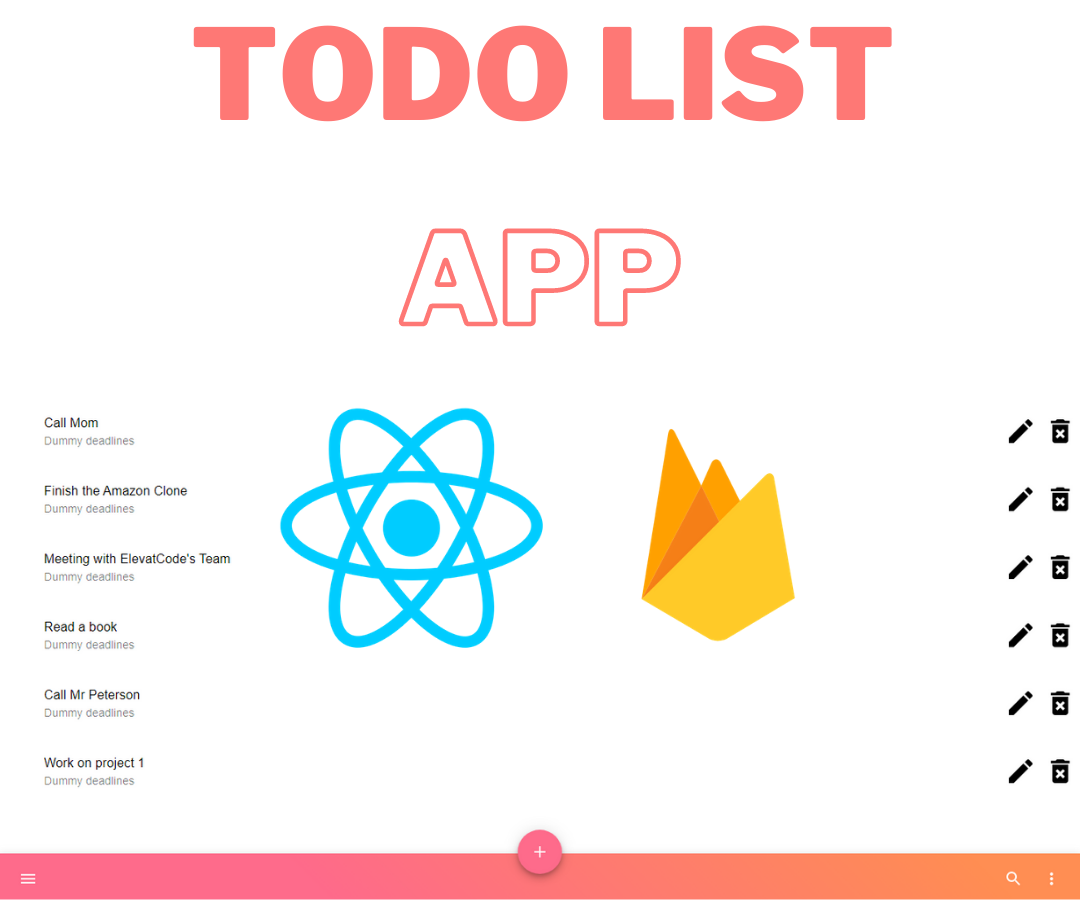 TODO LIST
APP
Call Mom
Dummy deadlines
Finish the Amazon Clone
Dummy deadlines
Meeting with ElevatCode's Team
Dummy deadlines
Read a book
Dummy deadlines
Call Mr Peterson
Dummy deadlines
Work on project 1
Dummy deadlines